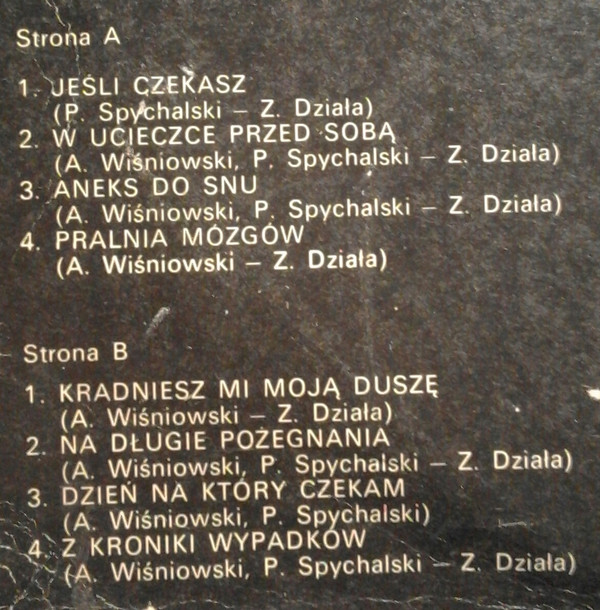 Strona A
1. JEŚLI CZEKASZ
(P. Spychalski – Z. Działa)
2. W UCIECZCE PRZED SOBĄ
(A. Wiśniowski, P. Spychalski – Z. Działa)
3. ANEKS DO SNU
(A. Wiśniowski, P. Spychalski – Z. Działa)
4. PRALNIA MÓZGÓW
(A. Wiśniowski – Z. Działa)
Strona B
1. KRADNIESZ MI MOJĄ DUSZĘ
(A. Wiśniowski – Z. Działa)
2. NA DŁUGIE POŻEGNANIA
(A. Wiśniowski, P. Spychalski – Z. Działa)
3. DZIEŃ NA KTÓRY CZEKAM
(A. Wiśniowski, P. Spychalski)
4. Z KRONIKI WYPADKÓW
(A. Wiśniowski, P. Spychalski – Z. Działa)